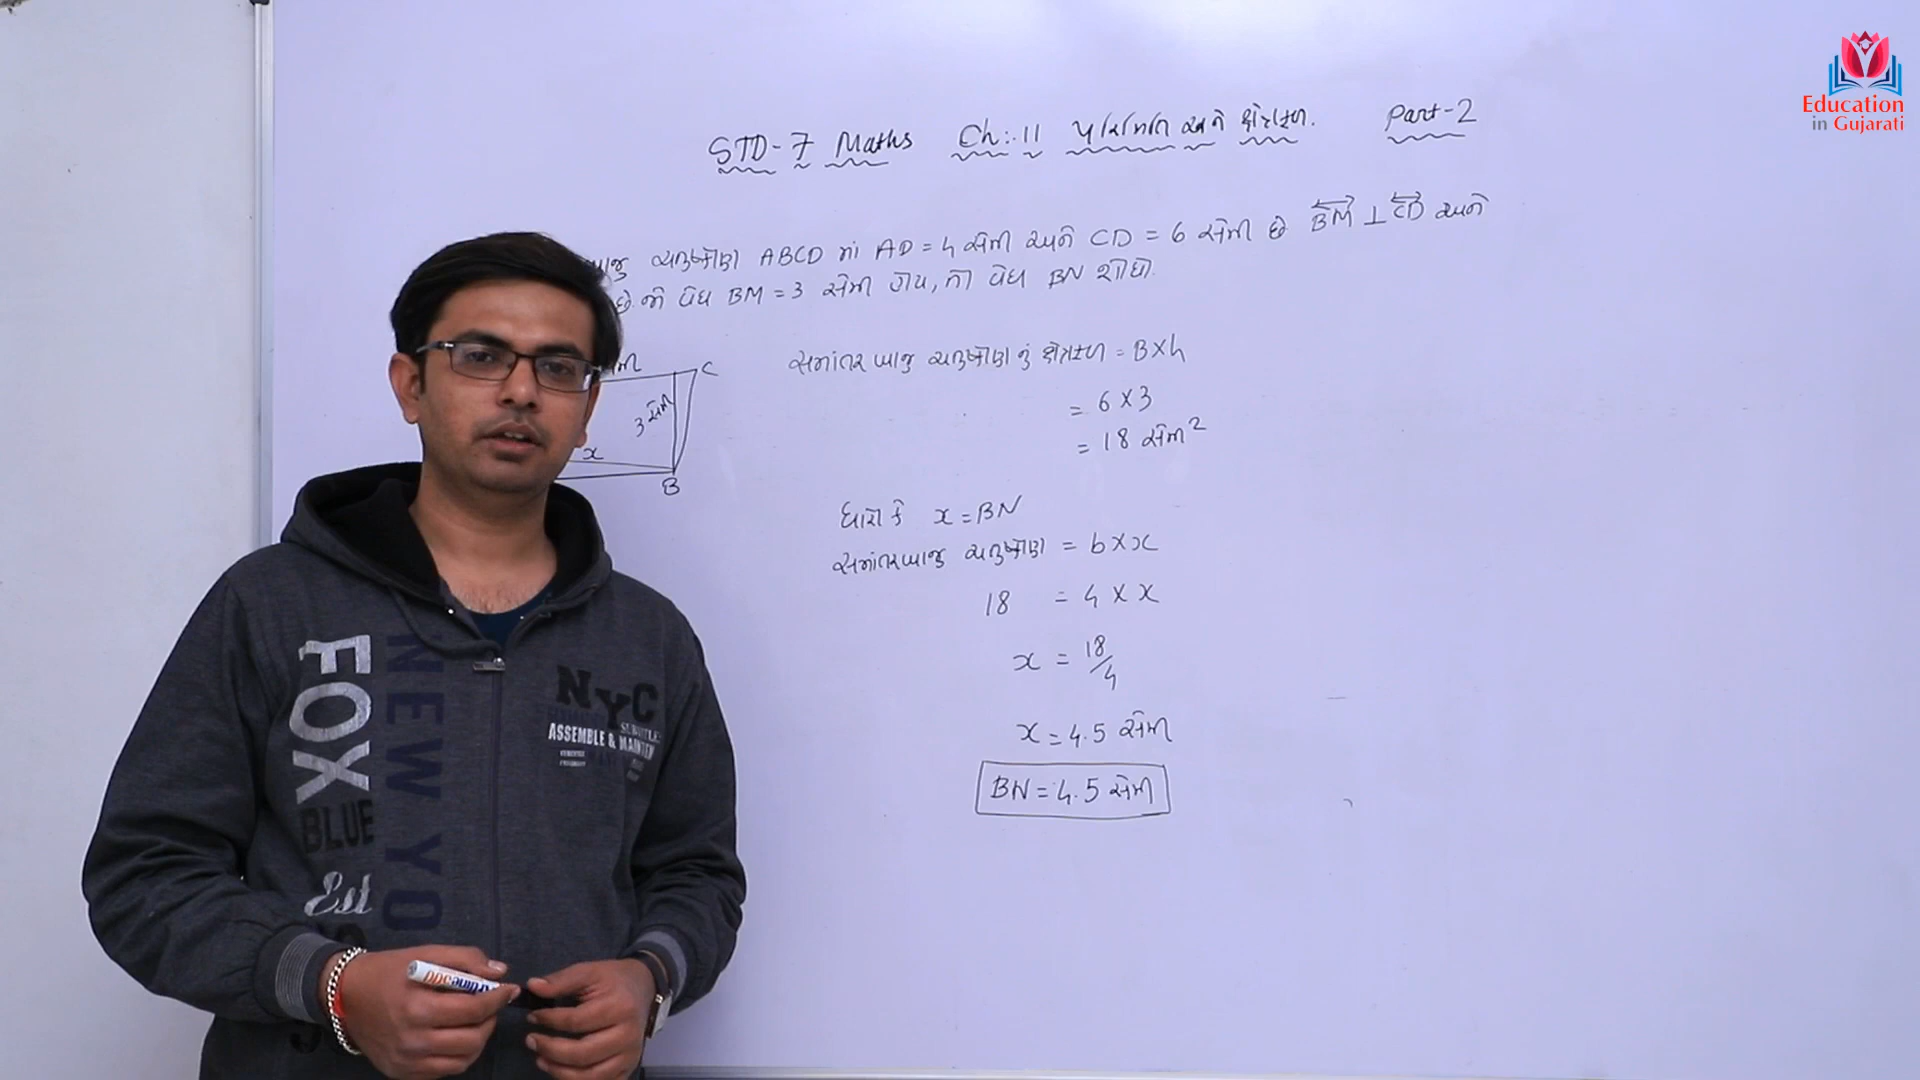 Education
in Gujarati
STD-7 Maths Ch:-11 પરિમિતિ અને ક્ષેત્રફળ. Part-2
બાજુ ચતુષ્કોણ ABCD માં AD = 4 સેમી અને CD = 6 સેમી છે BM ⊥ CD અને
છે. જો વેધ BM = 3 સેમી હોય, તો વેધ BN શોધો.
C
3 સેમી
x
B
સમાંતરબાજુ ચતુષ્કોણ નું ક્ષેત્રફળ = B×h
= 6×3
= 18 સેમી²
ધારો કે x = BN
સમાંતરબાજુ ચતુષ્કોણ = b×x
18 = 4 × x
x = 18/4
x = 4.5 સેમી
BN = 4.5 સેમી
FOX
NEW YO
BLUE
Est
NYC
ASSEMBLE & MAINTEN